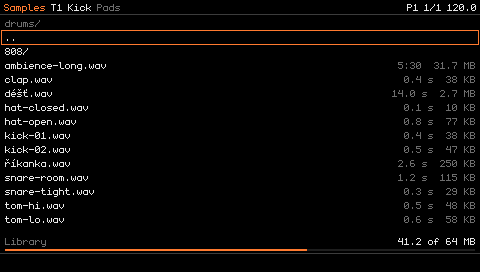 Samples T1 Kick Pads P1 1/1 120.0
drums/
..
808/
ambience-long.wav 5:30 31.7 MB
clap.wav 0.4 s 38 KB
déšť.wav 14.0 s 2.7 MB
hat-closed.wav 0.1 s 10 KB
hat-open.wav 0.8 s 77 KB
kick-01.wav 0.4 s 38 KB
kick-02.wav 0.5 s 47 KB
říkanka.wav 2.6 s 250 KB
snare-room.wav 1.2 s 115 KB
snare-tight.wav 0.3 s 29 KB
tom-hi.wav 0.5 s 48 KB
tom-lo.wav 0.6 s 58 KB
Library 41.2 of 64 MB